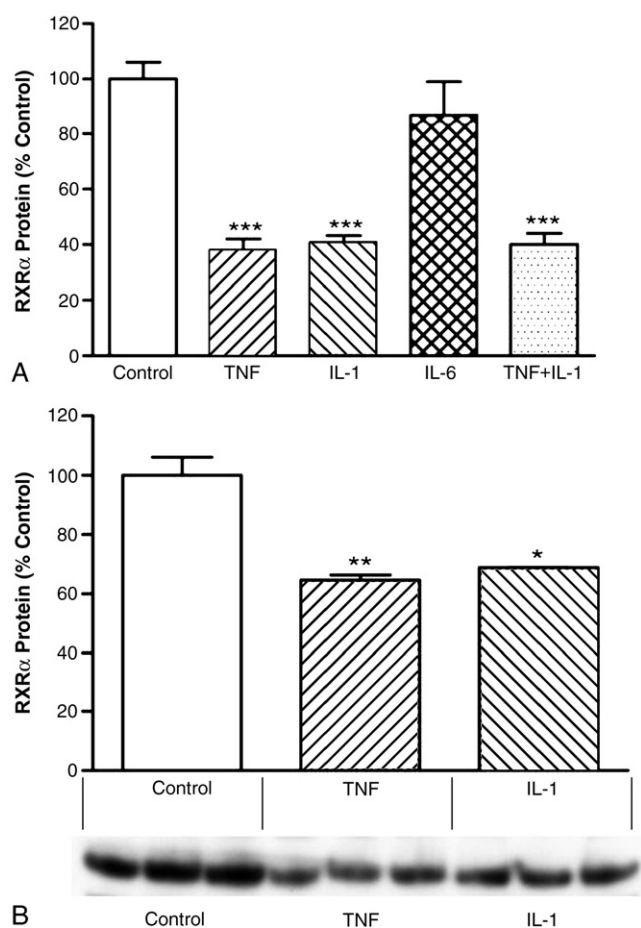 120
100
80
60
40
20
0
RXRα Protein (% Control)
***
***
***
Control TNF IL-1 IL-6 TNF+IL-1
A
120
100
80
60
40
20
0
RXRα Protein (% Control)
**
*
Control TNF IL-1
Control TNF IL-1
B